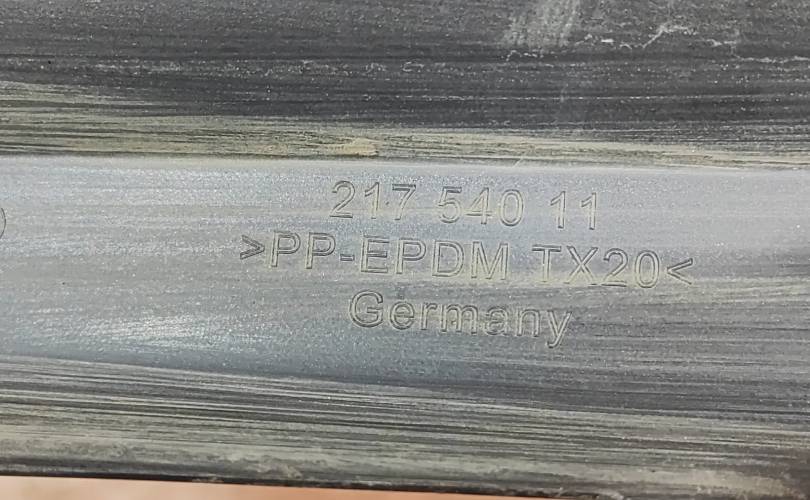 217 540 11
>PP-EPDM TX20<
Germany